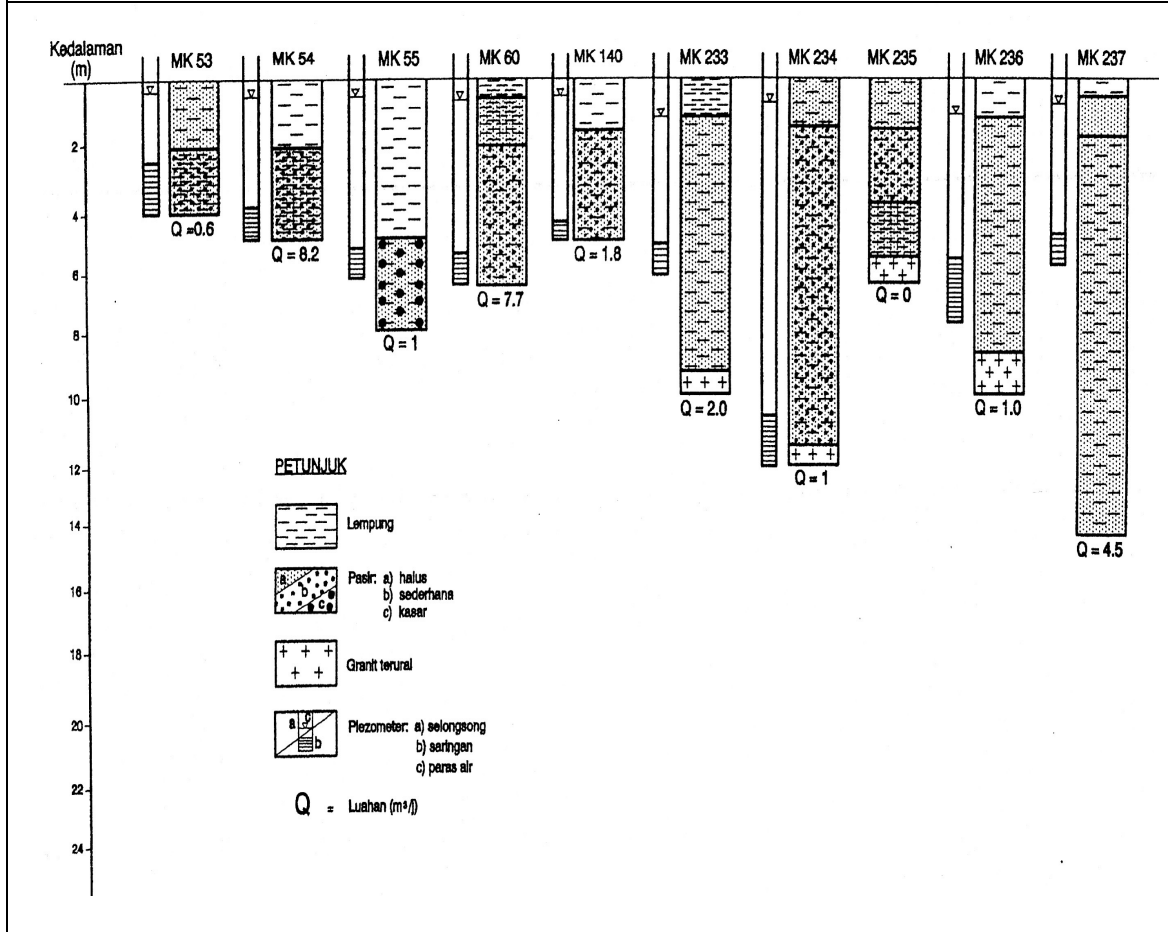 Kedalaman
(m)
MK 53
MK 54
MK 55
MK 60
MK 140
MK 233
MK 234
MK 235
MK 236
MK 237
2
4
6
8
10
12
14
16
18
20
22
24
Q =0.6
Q = 8.2
Q = 1
Q = 7.7
Q = 1.8
Q = 2.0
Q = 1
Q = 0
Q = 1.0
Q = 4.5
PETUNJUK
Lempung
a
b
c
Pasir: a) halus
b) sederhana
c) kasar
Granit terurai
a
c
b
Piezometer: a) selongsong
b) saringan
c) paras air
Q = Luahan (m³/j)